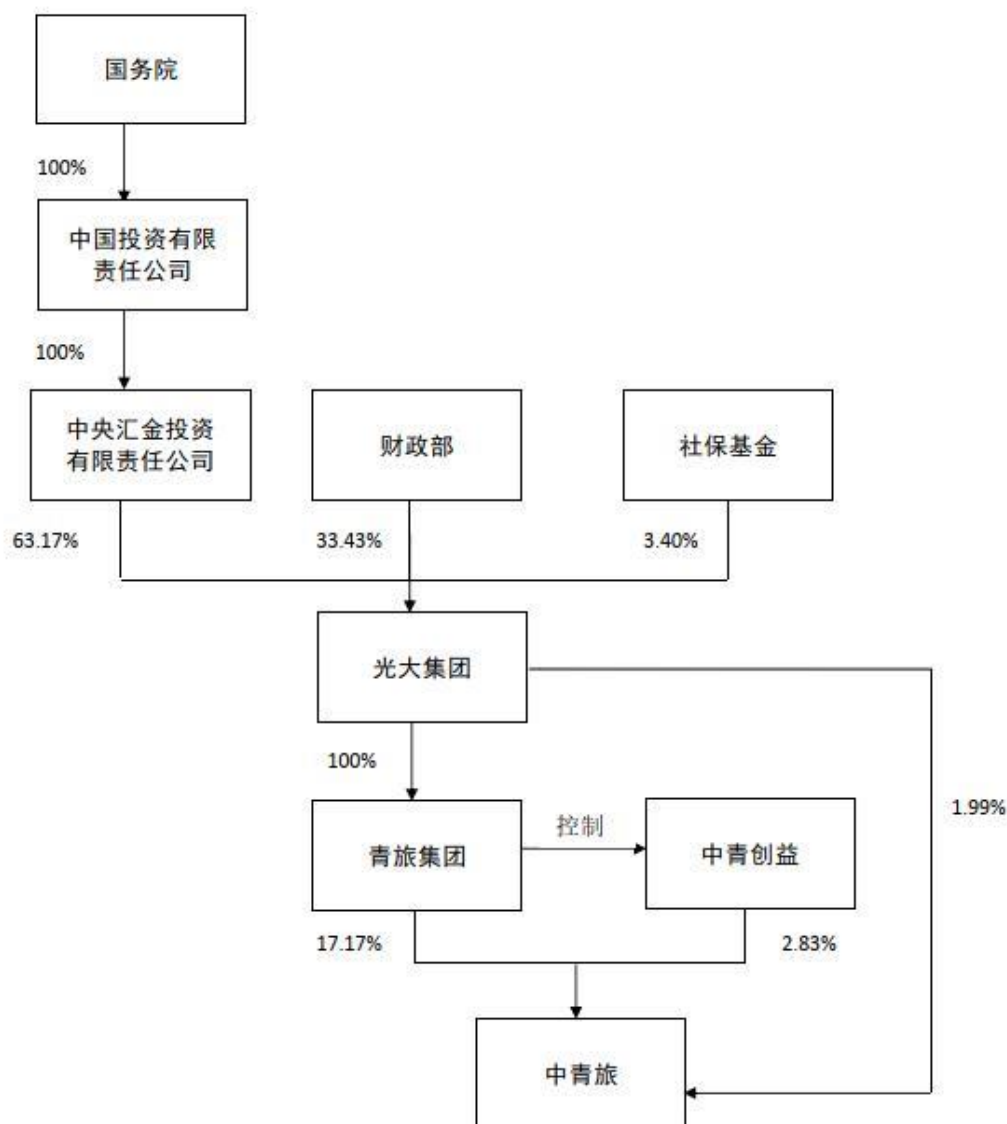 国务院
100%
中国投资有限
责任公司
100%
中央汇金投资
有限责任公司
财政部
社保基金
63.17%
33.43%
3.40%
光大集团
100%
1.99%
青旅集团
控制
中青创益
17.17%
2.83%
中青旅